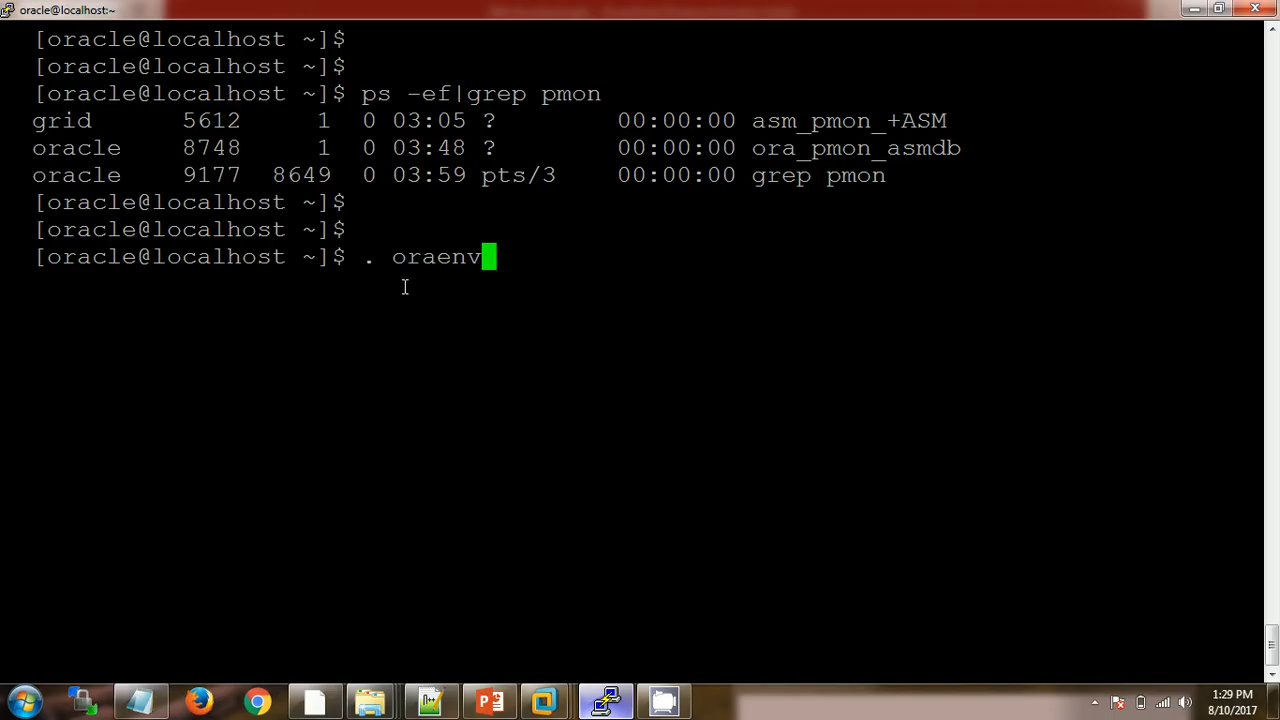 oracle@localhost:~
[oracle@localhost ~]$
[oracle@localhost ~]$
[oracle@localhost ~]$ ps -ef|grep pmon
grid      5612     1  0 03:05 ?        00:00:00 asm_pmon_+ASM
oracle    8748     1  0 03:48 ?        00:00:00 ora_pmon_asmdb
oracle    9177  8649  0 03:59 pts/3    00:00:00 grep pmon
[oracle@localhost ~]$
[oracle@localhost ~]$
[oracle@localhost ~]$ . oraenv
1:29 PM
8/10/2017